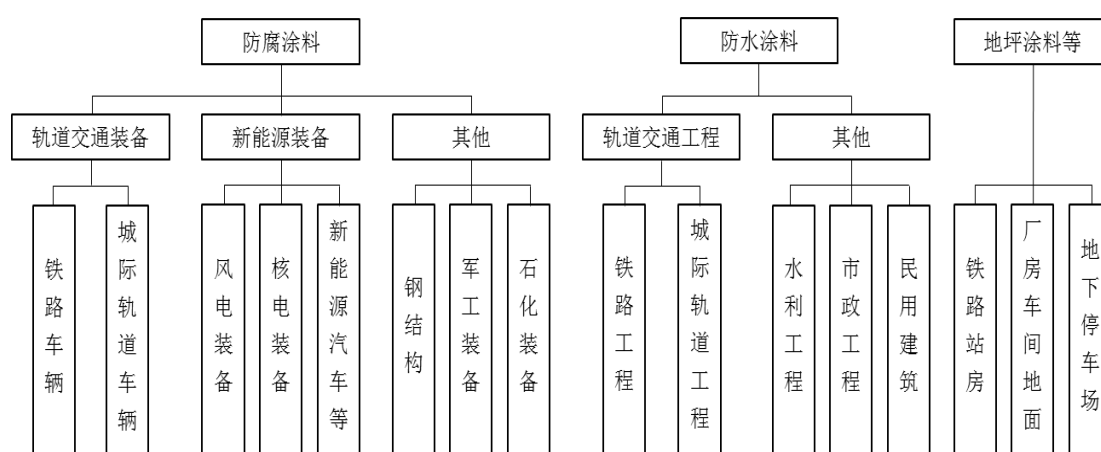 防腐涂料
防水涂料
地坪涂料等
轨道交通装备
新能源装备
其他
轨道交通工程
其他
铁路车辆
城际轨道车辆
风电装备
核电装备
新能源汽车等
钢结构
军工装备
石化装备
铁路工程
城际轨道工程
水利工程
市政工程
民用建筑
铁路站房
厂房车间地面
地下停车场